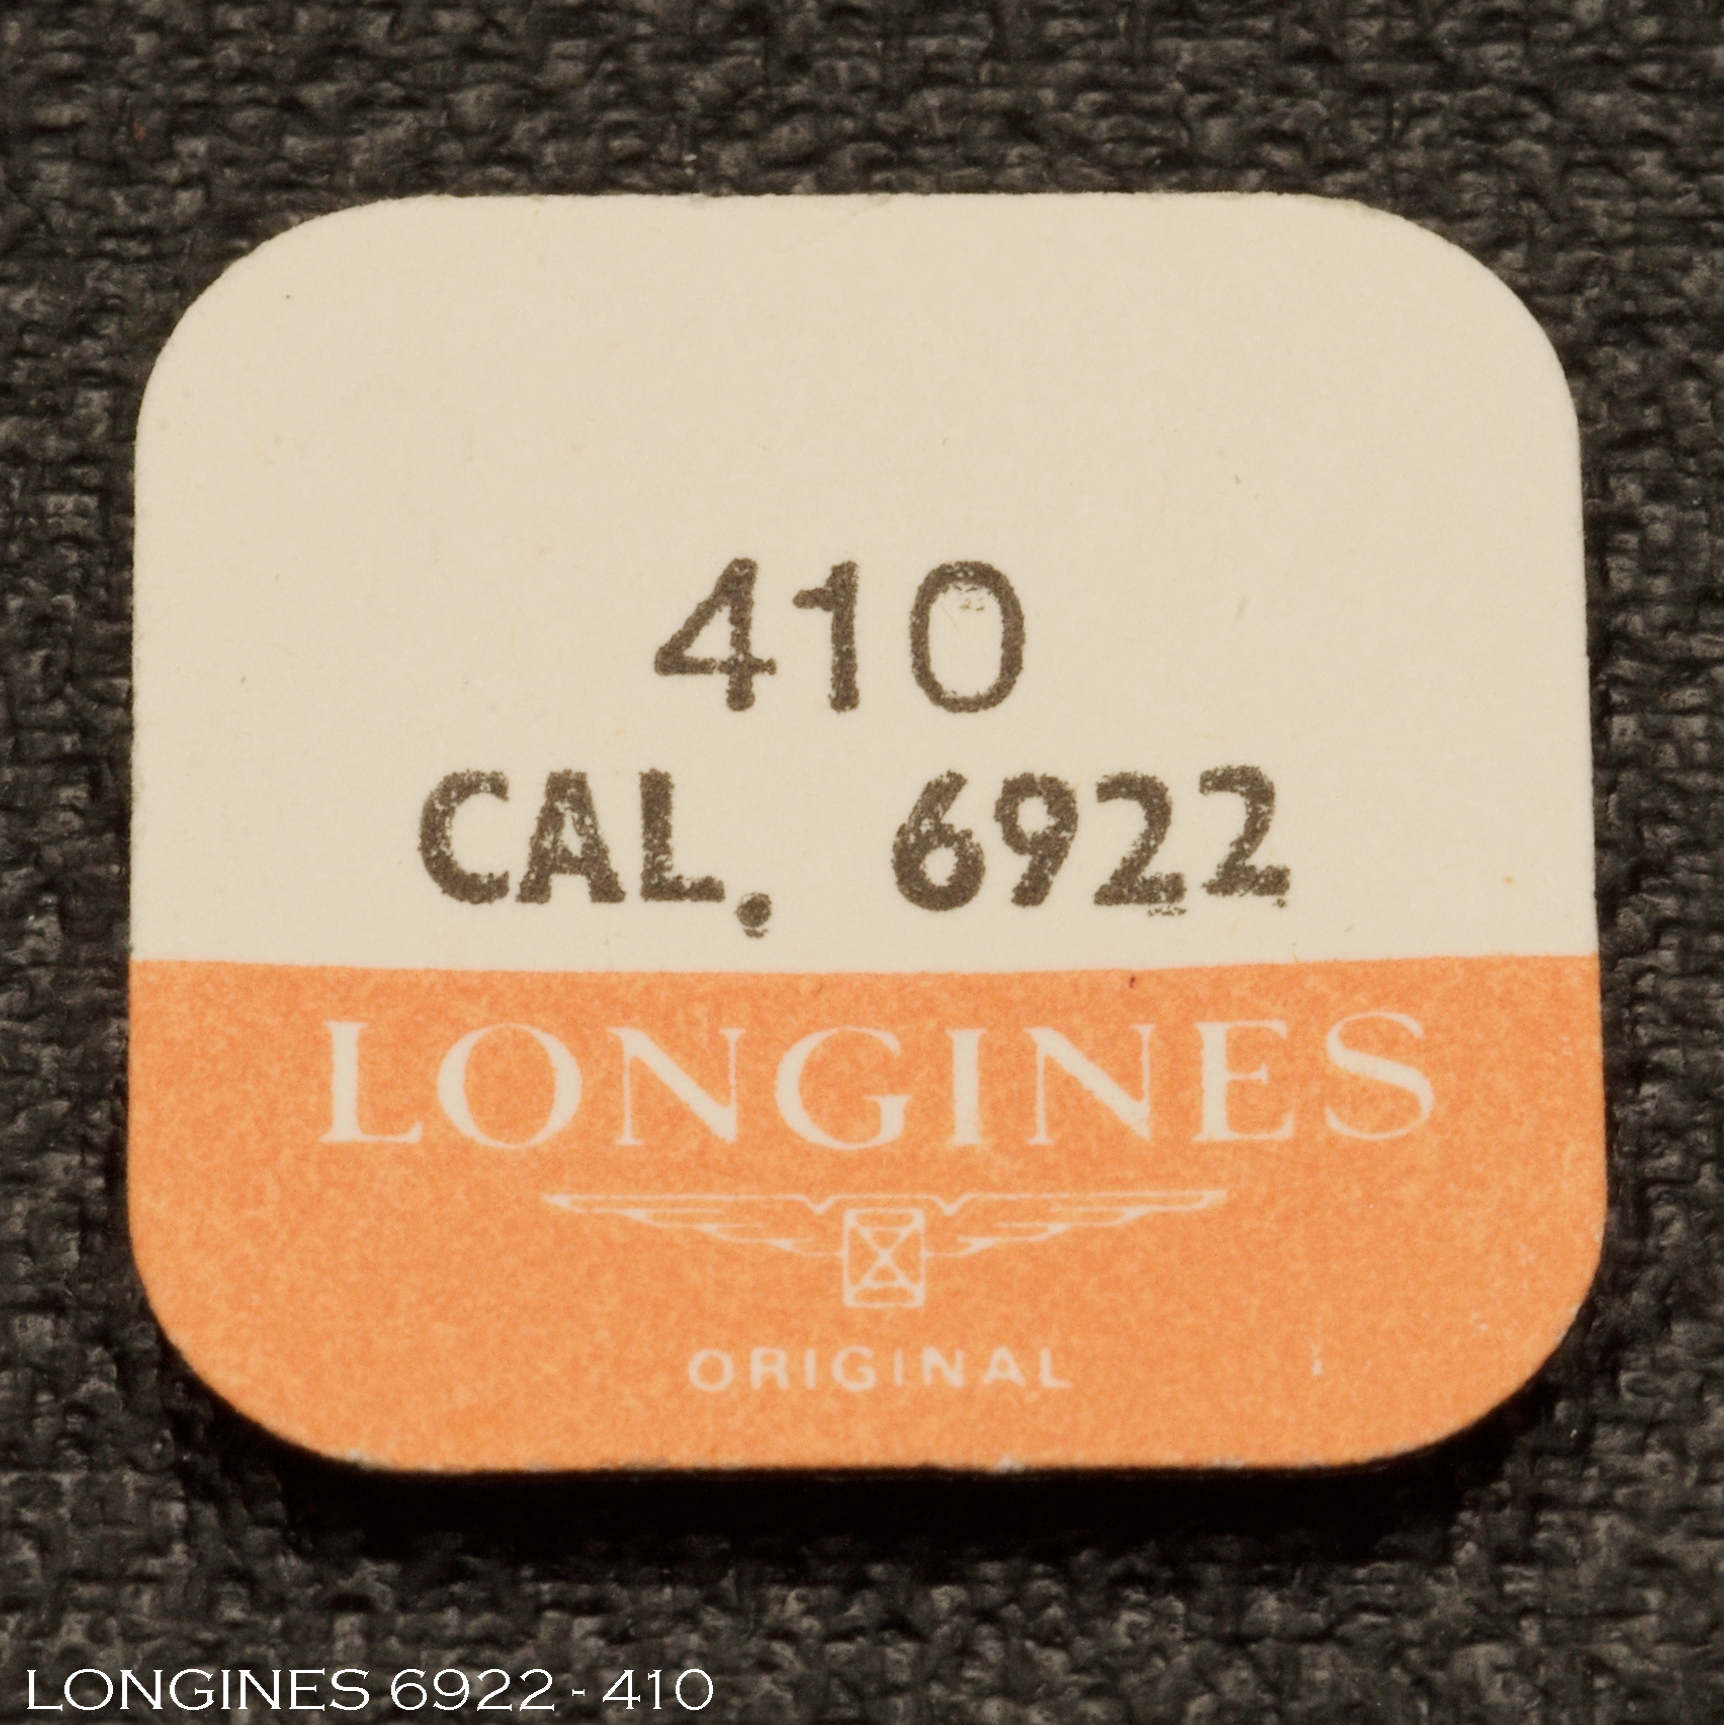 410
CAL. 6922
LONGINES
ORIGINAL
LONGINES 6922 - 410